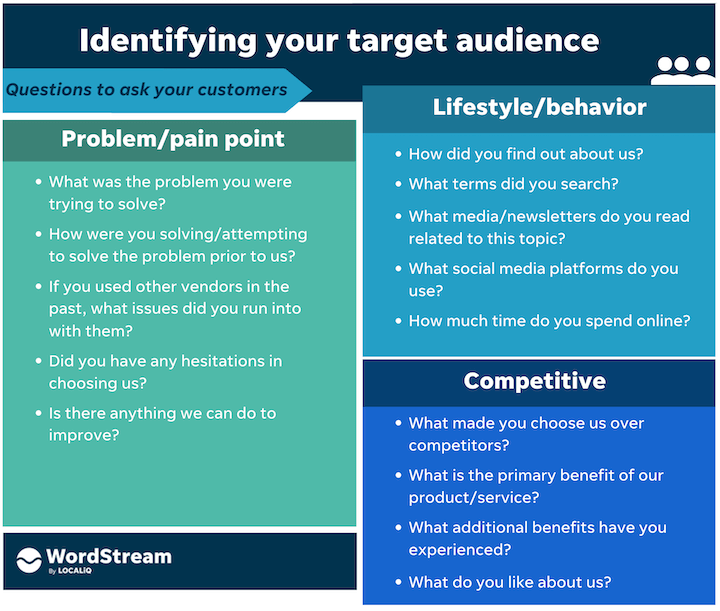 Identifying your target audience
Questions to ask your customers
Problem/pain point
• What was the problem you were
trying to solve?
• How were you solving/attempting
to solve the problem prior to us?
• If you used other vendors in the
past, what issues did you run into
with them?
• Did you have any hesitations in
choosing us?
• Is there anything we can do to
improve?
WordStream
By LOCALiQ
Lifestyle/behavior
• How did you find out about us?
• What terms did you search?
• What media/newsletters do you read
related to this topic?
• What social media platforms do you
use?
• How much time do you spend online?
Competitive
• What made you choose us over
competitors?
• What is the primary benefit of our
product/service?
• What additional benefits have you
experienced?
• What do you like about us?